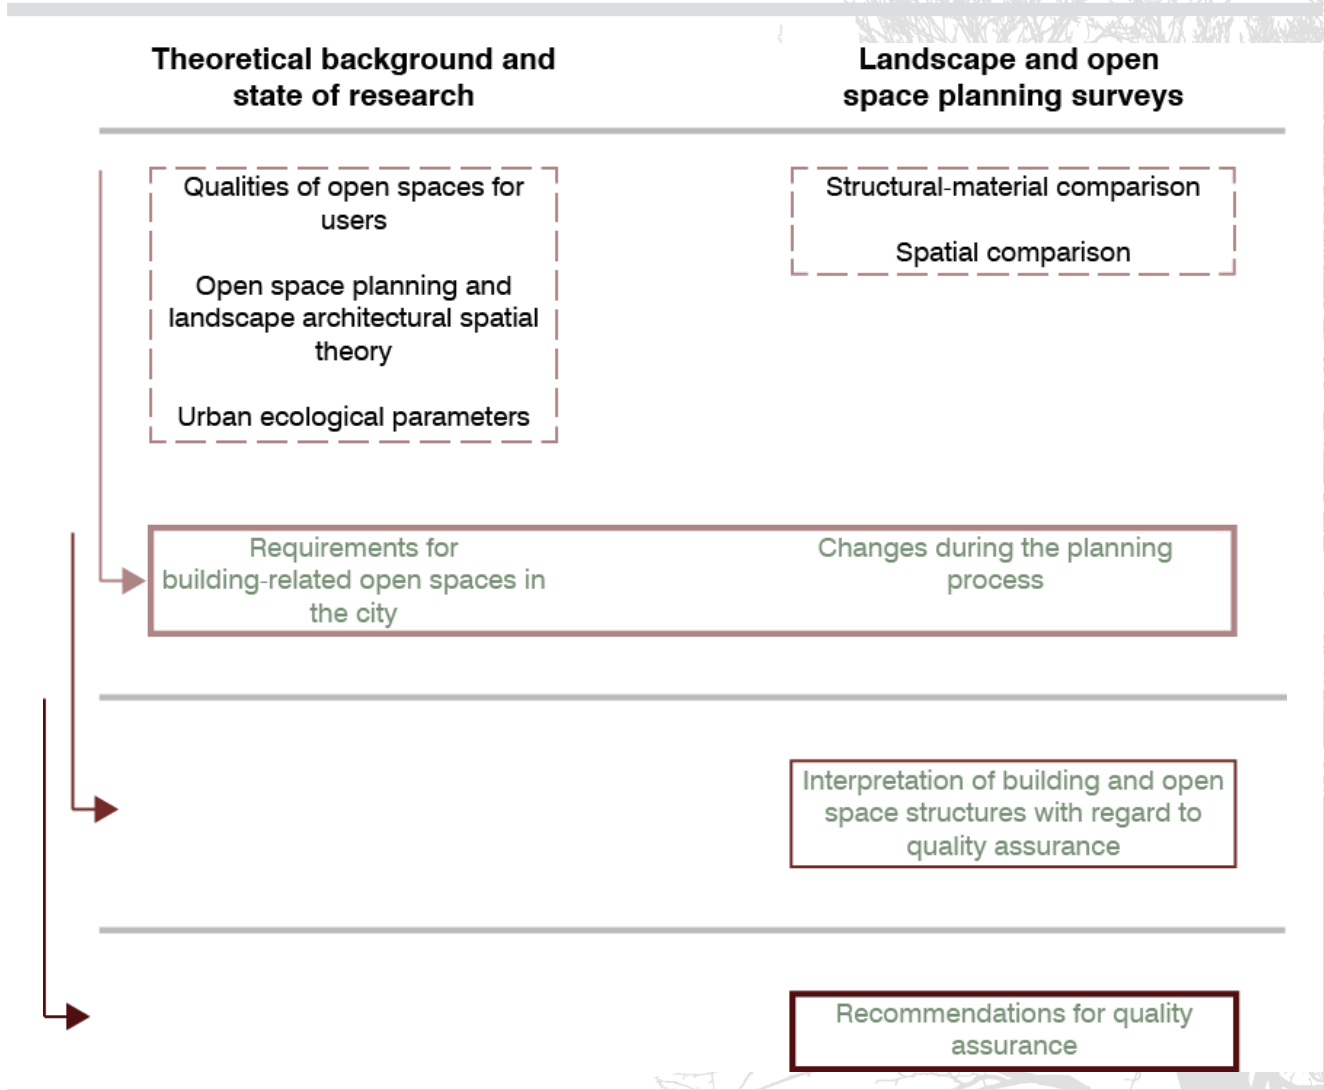 Theoretical background and
state of research
Landscape and open
space planning surveys
Qualities of open spaces for
users
Open space planning and
landscape architectural spatial
theory
Urban ecological parameters
Structural-material comparison
Spatial comparison
Requirements for
building-related open spaces in
the city
Changes during the planning
process
Interpretation of building and open
space structures with regard to
quality assurance
Recommendations for quality
assurance